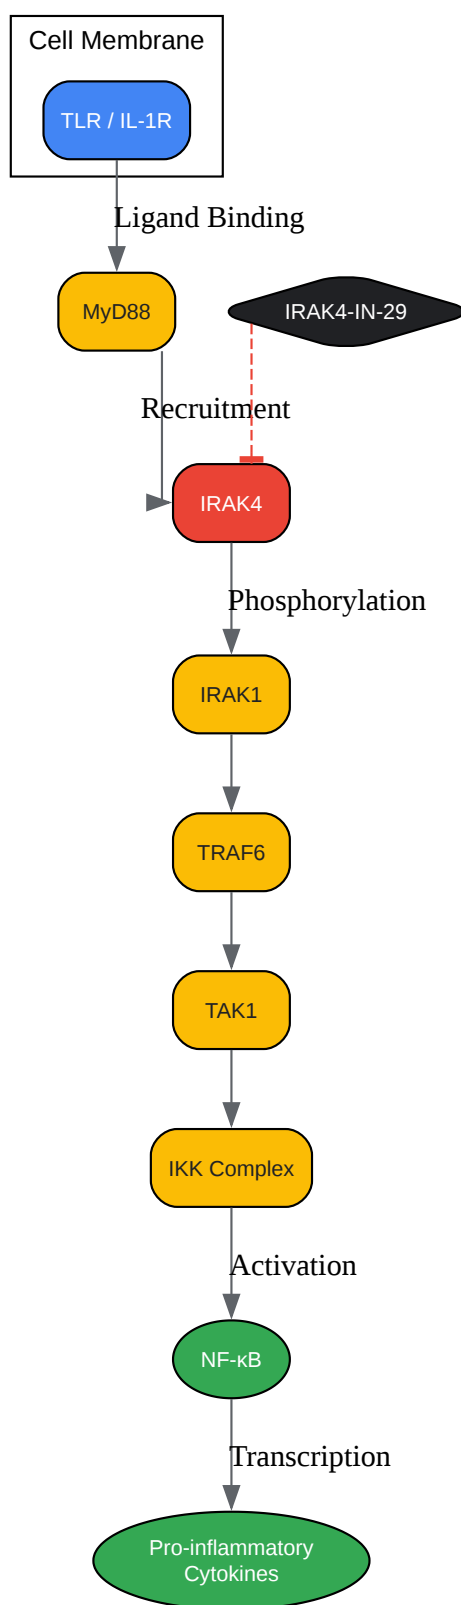 Cell Membrane
TLR / IL-1R
Ligand Binding
MyD88
IRAK4-IN-29
Recruitment
IRAK4
Phosphorylation
IRAK1
TRAF6
TAK1
IKK Complex
Activation
NF-κB
Transcription
Pro-inflammatory
Cytokines